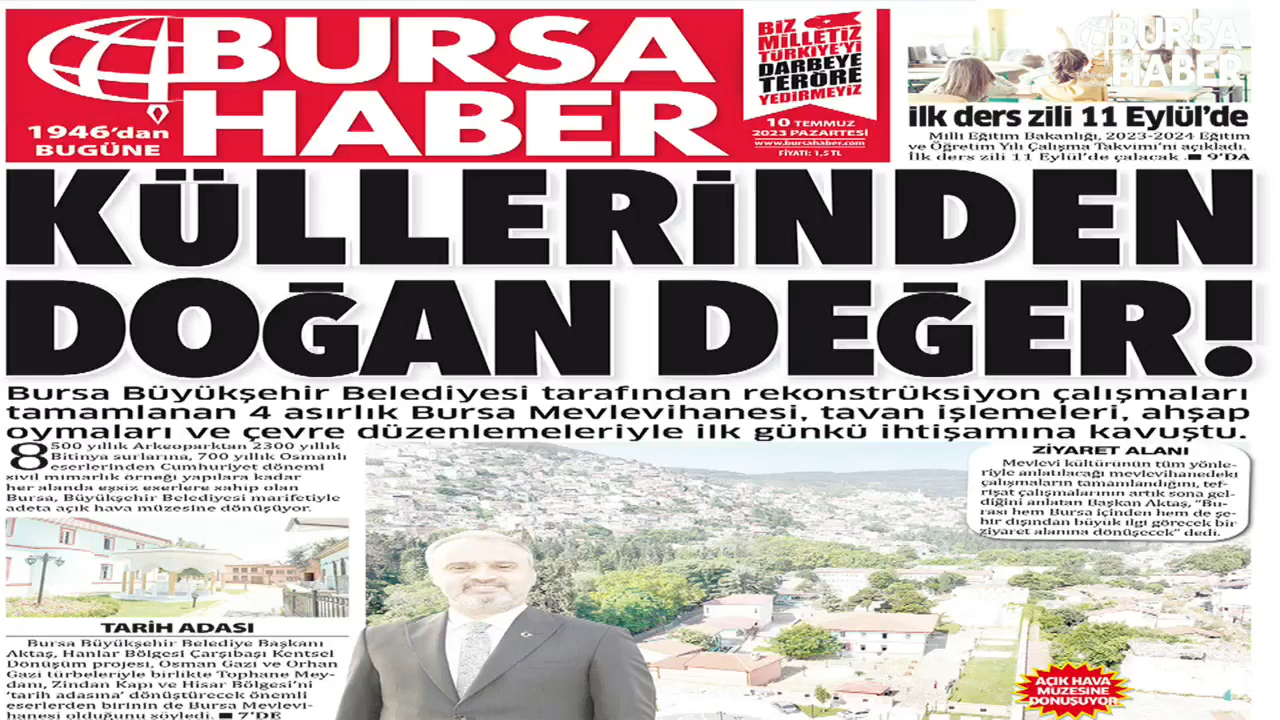 BURSA
HABER
1946'dan
BUGÜNE
BİZ
MİLLETİZ
TÜRKİYE'Yİ
DARBEYE
TERÖRE
YEDİRMEYİZ
10 TEMMUZ
2023 PAZARTESİ
www.bursahaber.com
FİYATI: 1,5 TL
BURSA
HABER
ilk ders zili 11 Eylül'de
Milli Eğitim Bakanlığı, 2023-2024 Eğitim
ve Öğretim Yılı Çalışma Takvimi'ni açıkladı.
İlk ders zili 11 Eylül'de çalacak. ■ 9'DA
KÜLLERİNDEN
DOĞAN DEĞER!
Bursa Büyükşehir Belediyesi tarafından rekonstrüksiyon çalışmaları
tamamlanan 4 asırlık Bursa Mevlevihanesi, tavan işlemeleri, ahşap
oymaları ve çevre düzenlemeleriyle ilk günkü ihtişamına kavuştu.
8500 yıllık Arkeoparktan 2300 yıllık
Bitinya surlarına, 700 yıllık Osmanlı
eserlerinden Cumhuriyet dönemi
sivil mimarlık örneği yapılara kadar
her alanda eşsiz eserlere sahip olan
Bursa, Büyükşehir Belediyesi marifetiyle
adeta açık hava müzesine dönüşüyor.
TARİH ADASI
Bursa Büyükşehir Belediye Başkanı
Aktaş, Hanlar Bölgesi Çarşıbaşı Kentsel
Dönüşüm projesi, Osman Gazi ve Orhan
Gazi türbeleriyle birlikte Tophane Mey-
danı, Zindan Kapı ve Hisar Bölgesi'ni
'tarih adasına' dönüştürecek önemli
eserlerden birinin de Bursa Mevlevi-
hanesi olduğunu söyledi. ■ 7'DE
ZİYARET ALANI
Mevlevi kültürünün tüm yönle-
riyle anlatılacağı mevlevihanedeki
çalışmaların tamamlandığını, tef-
rişat çalışmalarının artık sona gel-
diğini anlatan Başkan Aktaş, "Bu-
rası hem Bursa içinden hem de şe-
hir dışından büyük ilgi görecek bir
ziyaret alanına dönüşecek" dedi.
AÇIK HAVA
MÜZESİNE
DÖNÜŞÜYOR